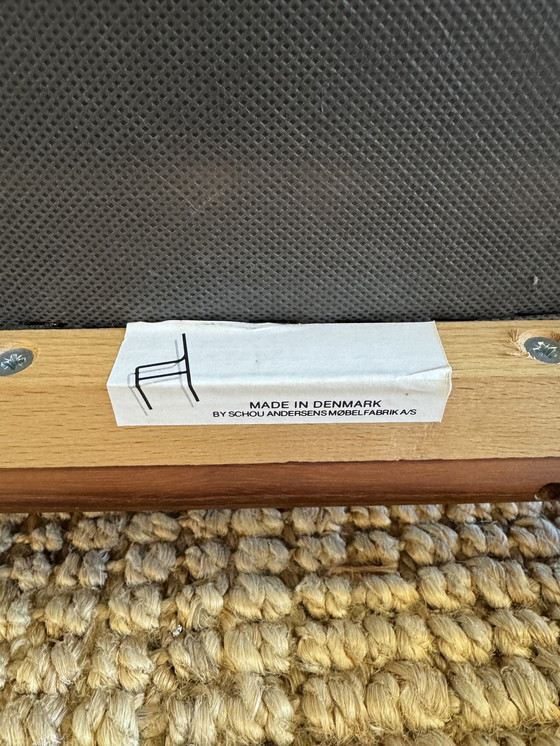 MADE IN DENMARK
BY SCHOU ANDERSENS MØBELFABRIK A/S